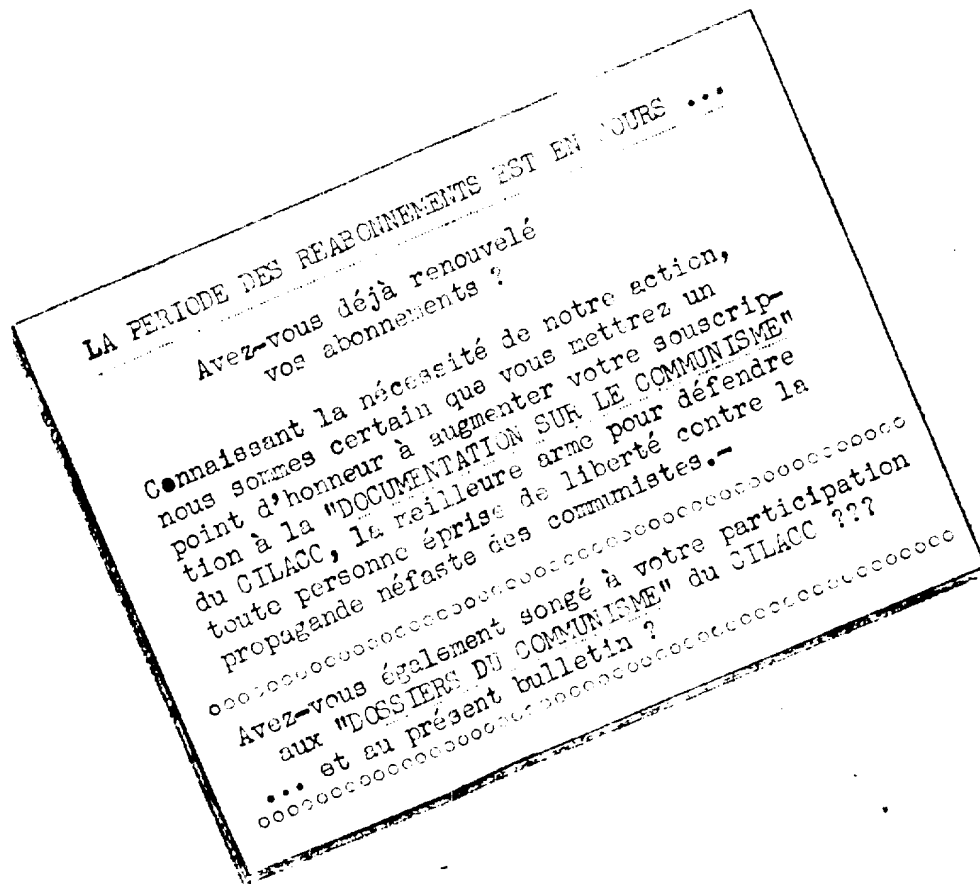 LA PERIODE DES REABONNEMENTS EST EN COURS ...
Avez-vous déjà renouvelé
vos abonnements ?
Connaissant la nécessité de notre action,
nous sommes certain que vous mettrez un
point d'honneur à augmenter votre souscrip-
tion à la "DOCUMENTATION SUR LE COMMUNISME"
du CILACC, la meilleure arme pour défendre
toute personne éprise de liberté contre la
propagande néfaste des communistes.-
oooooooooooooooooooooooooooooooooooooooooooooooo
Avez-vous également songé à votre participation
aux "DOSSIERS DU COMMUNISME" du CILACC ???
... et au présent bulletin ?
oooooooooooooooooooooooooooooooooooooooooooooooo